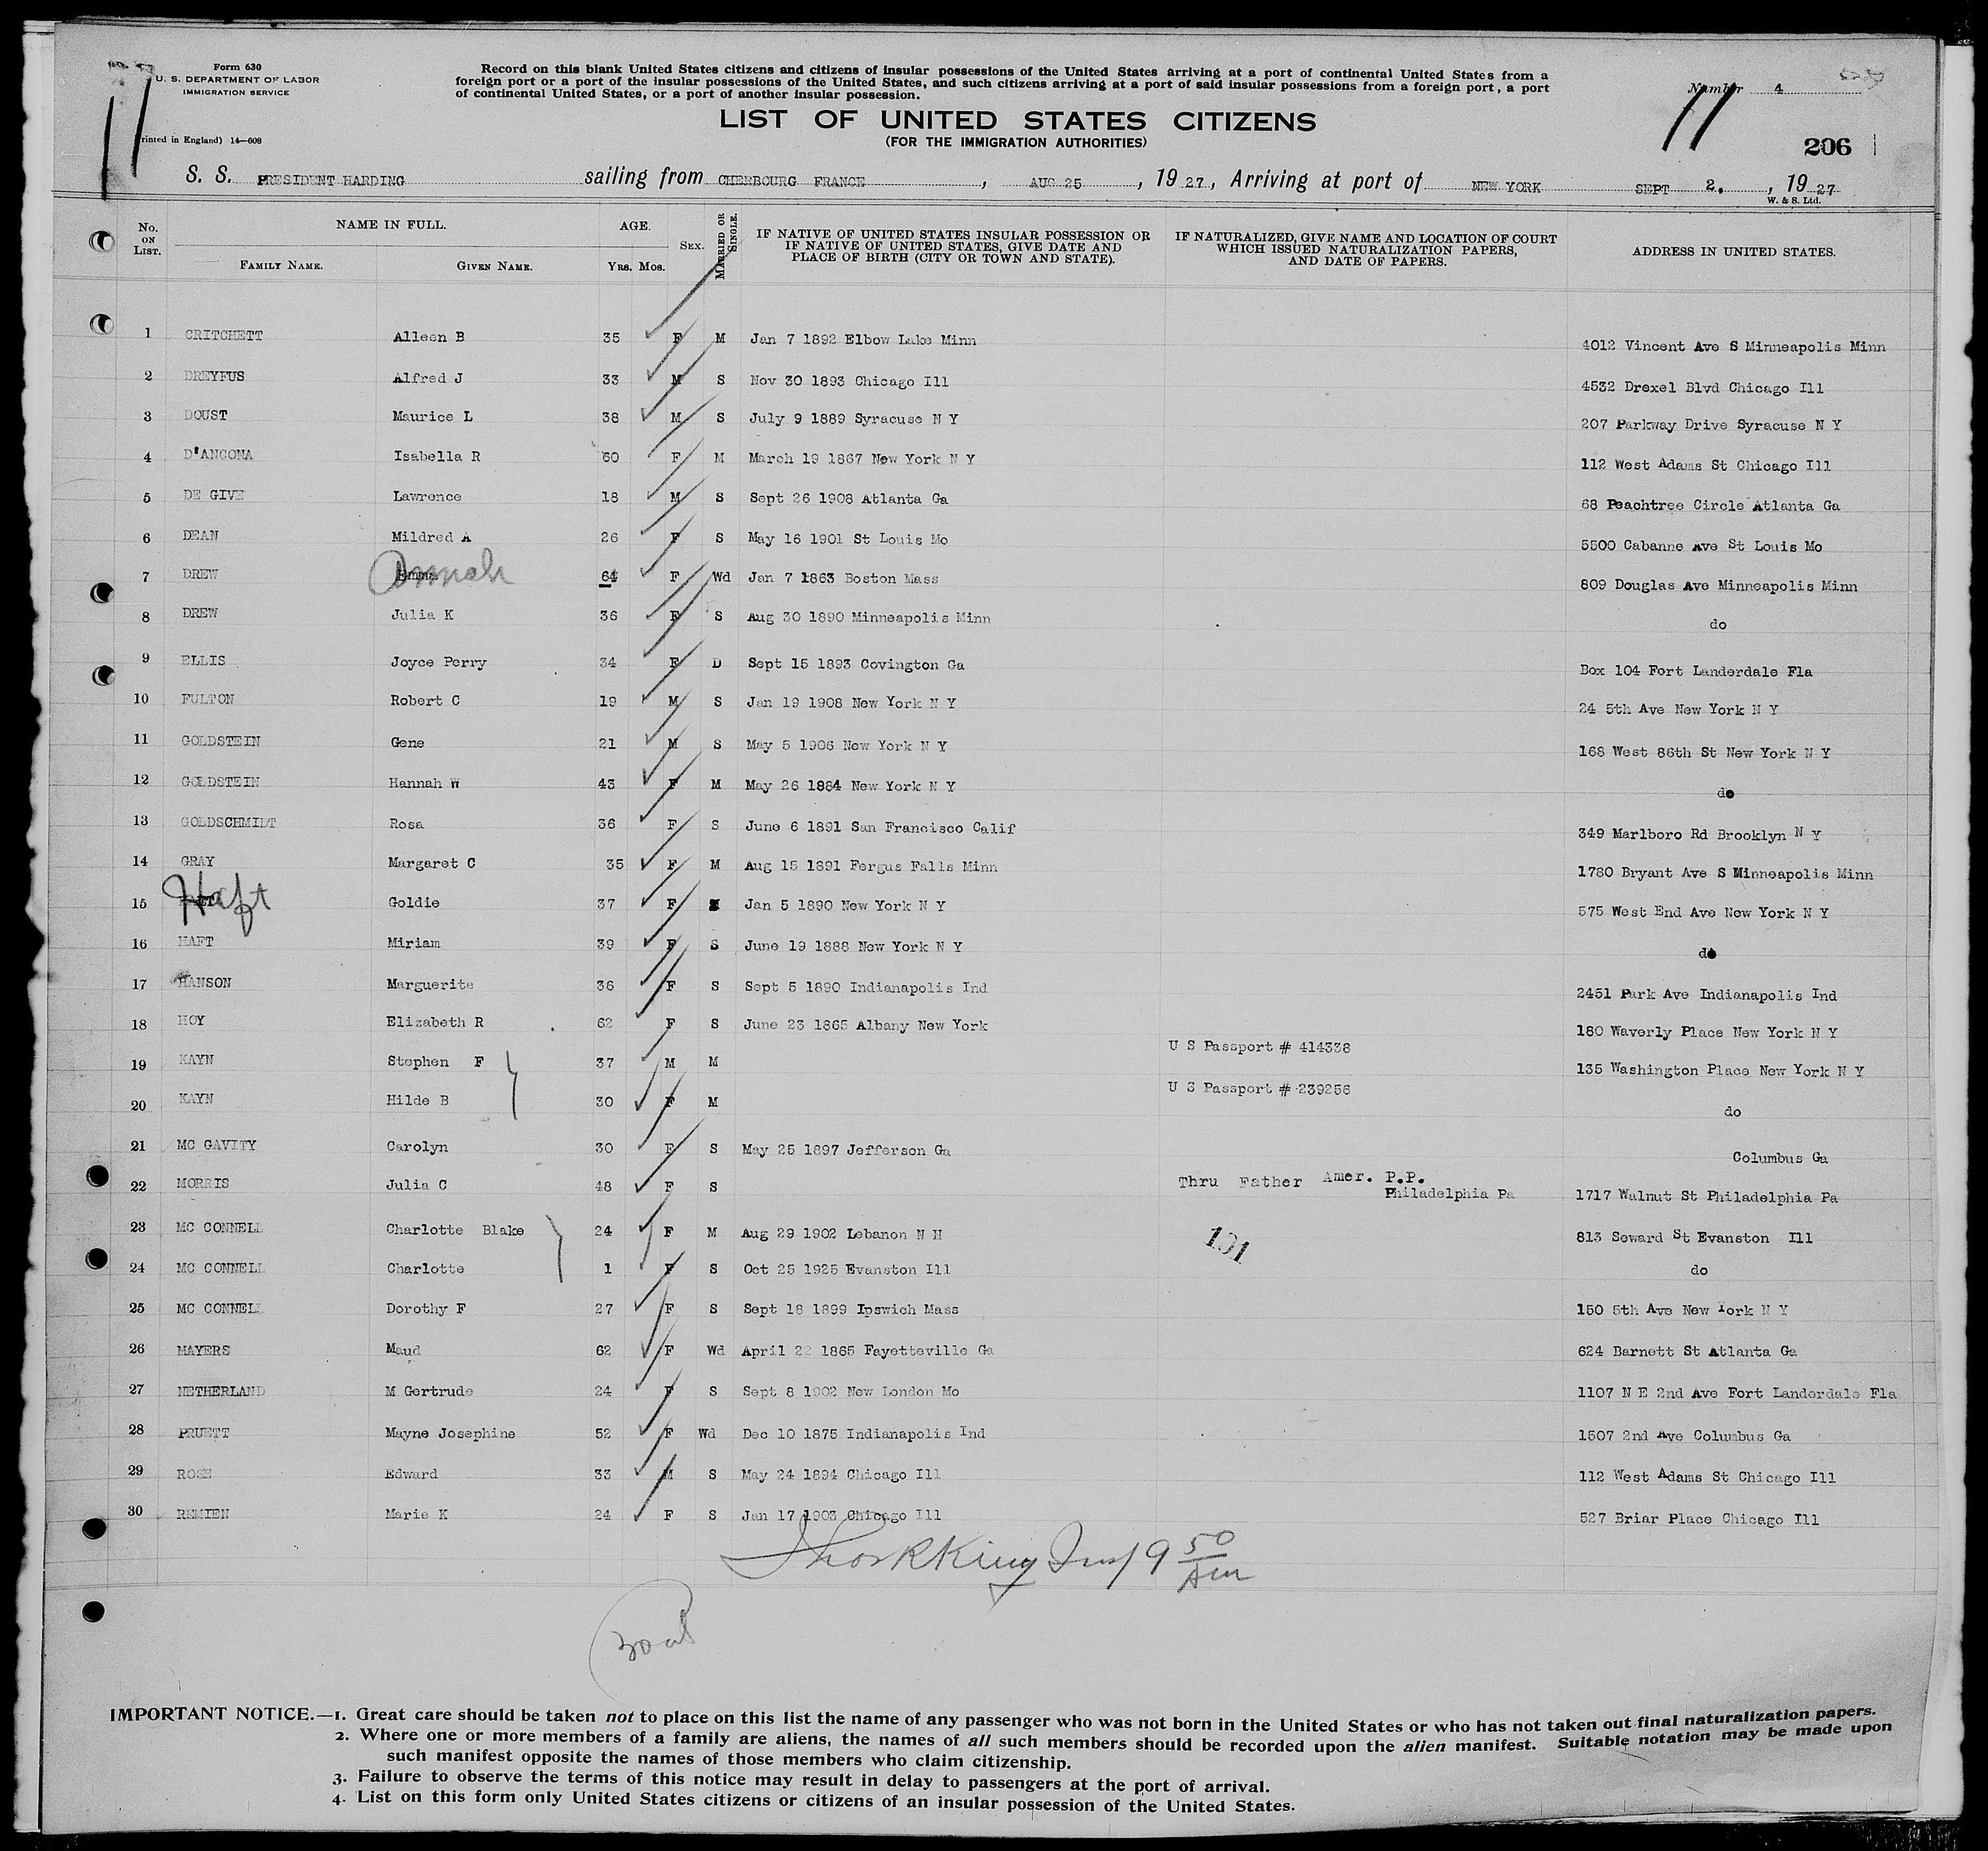 Form 630
U. S. DEPARTMENT OF LABOR
IMMIGRATION SERVICE
Printed in England) 14—608
Record on this blank United States citizens and citizens of insular possessions of the United States arriving at a port of continental United States from a
foreign port or a port of the insular possessions of the United States, and such citizens arriving at a port of said insular possessions from a foreign port, a port
of continental United States, or a port of another insular possession.
Number 4
11
11
LIST OF UNITED STATES CITIZENS
(FOR THE IMMIGRATION AUTHORITIES)
206
S. S. PRESIDENT HARDING sailing from CHERBOURG FRANCE, AUG 25, 1927, Arriving at port of NEW YORK SEPT 2., 1927
W. & S. Ltd.
No. ON LIST. NAME IN FULL. FAMILY NAME. GIVEN NAME. AGE. YRS. MOS. SEX. MARRIED OR SINGLE. IF NATIVE OF UNITED STATES INSULAR POSSESSION OR IF NATIVE OF UNITED STATES, GIVE DATE AND PLACE OF BIRTH (CITY OR TOWN AND STATE). IF NATURALIZED, GIVE NAME AND LOCATION OF COURT WHICH ISSUED NATURALIZATION PAPERS, AND DATE OF PAPERS. ADDRESS IN UNITED STATES.
1 CRITCHETT Alleen B 35 F M Jan 7 1892 Elbow Lake Minn 4012 Vincent Ave S Minneapolis Minn
2 DREYFUS Alfred J 33 M S Nov 30 1893 Chicago Ill 4532 Drexel Blvd Chicago Ill
3 DOUST Maurice L 38 M S July 9 1889 Syracuse N Y 207 Parkway Drive Syracuse N Y
4 D'ANCONA Isabella R 60 F M March 19 1867 New York N Y 112 West Adams St Chicago Ill
5 DE GIVE Lawrence 18 M S Sept 26 1908 Atlanta Ga 68 Peachtree Circle Atlanta Ga
6 DEAN Mildred A 26 F S May 16 1901 St Louis Mo 5500 Cabanne Ave St Louis Mo
7 DREW Emma Annah 64 F Wd Jan 7 1863 Boston Mass 809 Douglas Ave Minneapolis Minn
8 DREW Julia K 36 F S Aug 30 1890 Minneapolis Minn do
9 ELLIS Joyce Perry 34 F D Sept 15 1893 Covington Ga Box 104 Fort Landerdale Fla
10 FULTON Robert C 19 M S Jan 19 1908 New York N Y 24 5th Ave New York N Y
11 GOLDSTEIN Gene 21 M S May 5 1906 New York N Y 168 West 86th St New York N Y
12 GOLDSTEIN Hannah W 43 F M May 26 1884 New York N Y do
13 GOLDSCHMIDT Rosa 36 F S June 6 1891 San Francisco Calif 349 Marlboro Rd Brooklyn N Y
14 GRAY Margaret C 35 F M Aug 15 1891 Fergus Falls Minn 1780 Bryant Ave S Minneapolis Minn
15 Haft Goldie 37 F Jan 5 1890 New York N Y 575 West End Ave New York N Y
16 HAFT Miriam 39 F S June 19 1888 New York N Y do
17 HANSON Marguerite 36 F S Sept 5 1890 Indianapolis Ind 2451 Park Ave Indianapolis Ind
18 HOY Elizabeth R 62 F S June 23 1865 Albany New York 180 Waverly Place New York N Y
19 KAYN Stephen F 37 M M U S Passport # 414338 135 Washington Place New York N Y
20 KAYN Hilde B 30 F M U S Passport # 239256 do
21 MC GAVITY Carolyn 30 F S May 25 1897 Jefferson Ga Columbus Ga
22 MORRIS Julia C 48 F S Thru Father Amer. P.P. Philadelphia Pa 1717 Walnut St Philadelphia Pa
23 MC CONNELL Charlotte Blake 24 F M Aug 29 1902 Lebanon N H 101 813 Seward St Evanston Ill
24 MC CONNELL Charlotte 1 F S Oct 25 1925 Evanston Ill do
25 MC CONNELL Dorothy F 27 F S Sept 18 1899 Ipswich Mass 150 5th Ave New York N Y
26 MAYERS Maud 62 F Wd April 22 1865 Fayetteville Ga 624 Barnett St Atlanta Ga
27 NETHERLAND M Gertrude 24 F S Sept 8 1902 New London Mo 1107 N E 2nd Ave Fort Landerdale Fla
28 PRUETT Mayne Josephine 52 F Wd Dec 10 1875 Indianapolis Ind 1507 2nd Ave Columbus Ga
29 ROSE Edward 33 M S May 24 1894 Chicago Ill 112 West Adams St Chicago Ill
30 REMIEN Marie K 24 F S Jan 17 1903 Chicago Ill 527 Briar Place Chicago Ill
King 9 50 Am
IMPORTANT NOTICE.—1. Great care should be taken not to place on this list the name of any passenger who was not born in the United States or who has not taken out final naturalization papers.
2. Where one or more members of a family are aliens, the names of all such members should be recorded upon the alien manifest. Suitable notation may be made upon
such manifest opposite the names of those members who claim citizenship.
3. Failure to observe the terms of this notice may result in delay to passengers at the port of arrival.
4. List on this form only United States citizens or citizens of an insular possession of the United States.